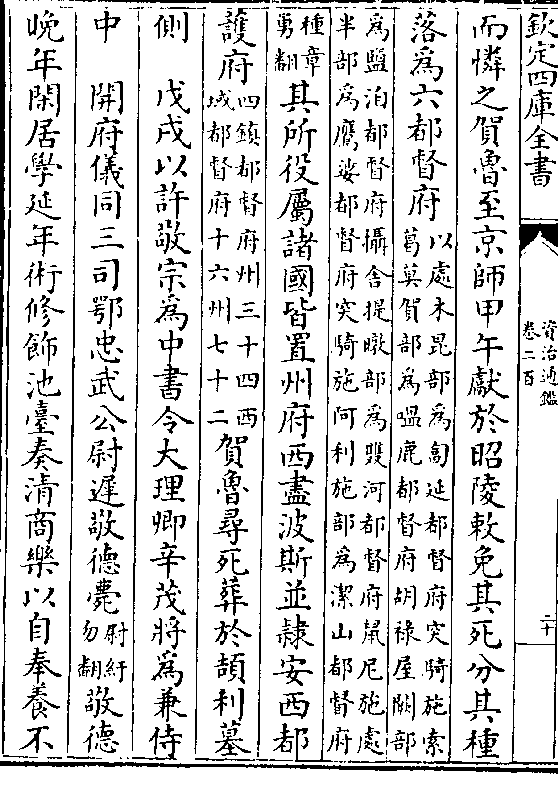 欽定四庫全書
資治通鑑
卷二百
二十
而憐之賀魯至京師甲午獻於昭陵敕免其死分其種
落為六都督府以處木昆部為匐延都督府突騎施索
葛莫賀部為嗢鹿都督府胡祿屋闕部
為鹽泊都督府攝舍提暾部為雙河都督府鼠尼施處
半部為鷹娑都督府突騎施阿利施部為潔山都督府
種章
勇翻其所役屬諸國皆置州府西盡波斯並隸安西都
護府四鎮都督府州三十四西
域都督府十六州七十二賀魯尋死葬於頡利墓
側　戊戌以許敬宗為中書令大理卿辛茂將為兼侍
中　開府儀同三司鄂忠武公尉遲敬德薨尉紆
勿翻敬德
晚年閑居學延年術修飾池臺奏清商樂以自奉養不